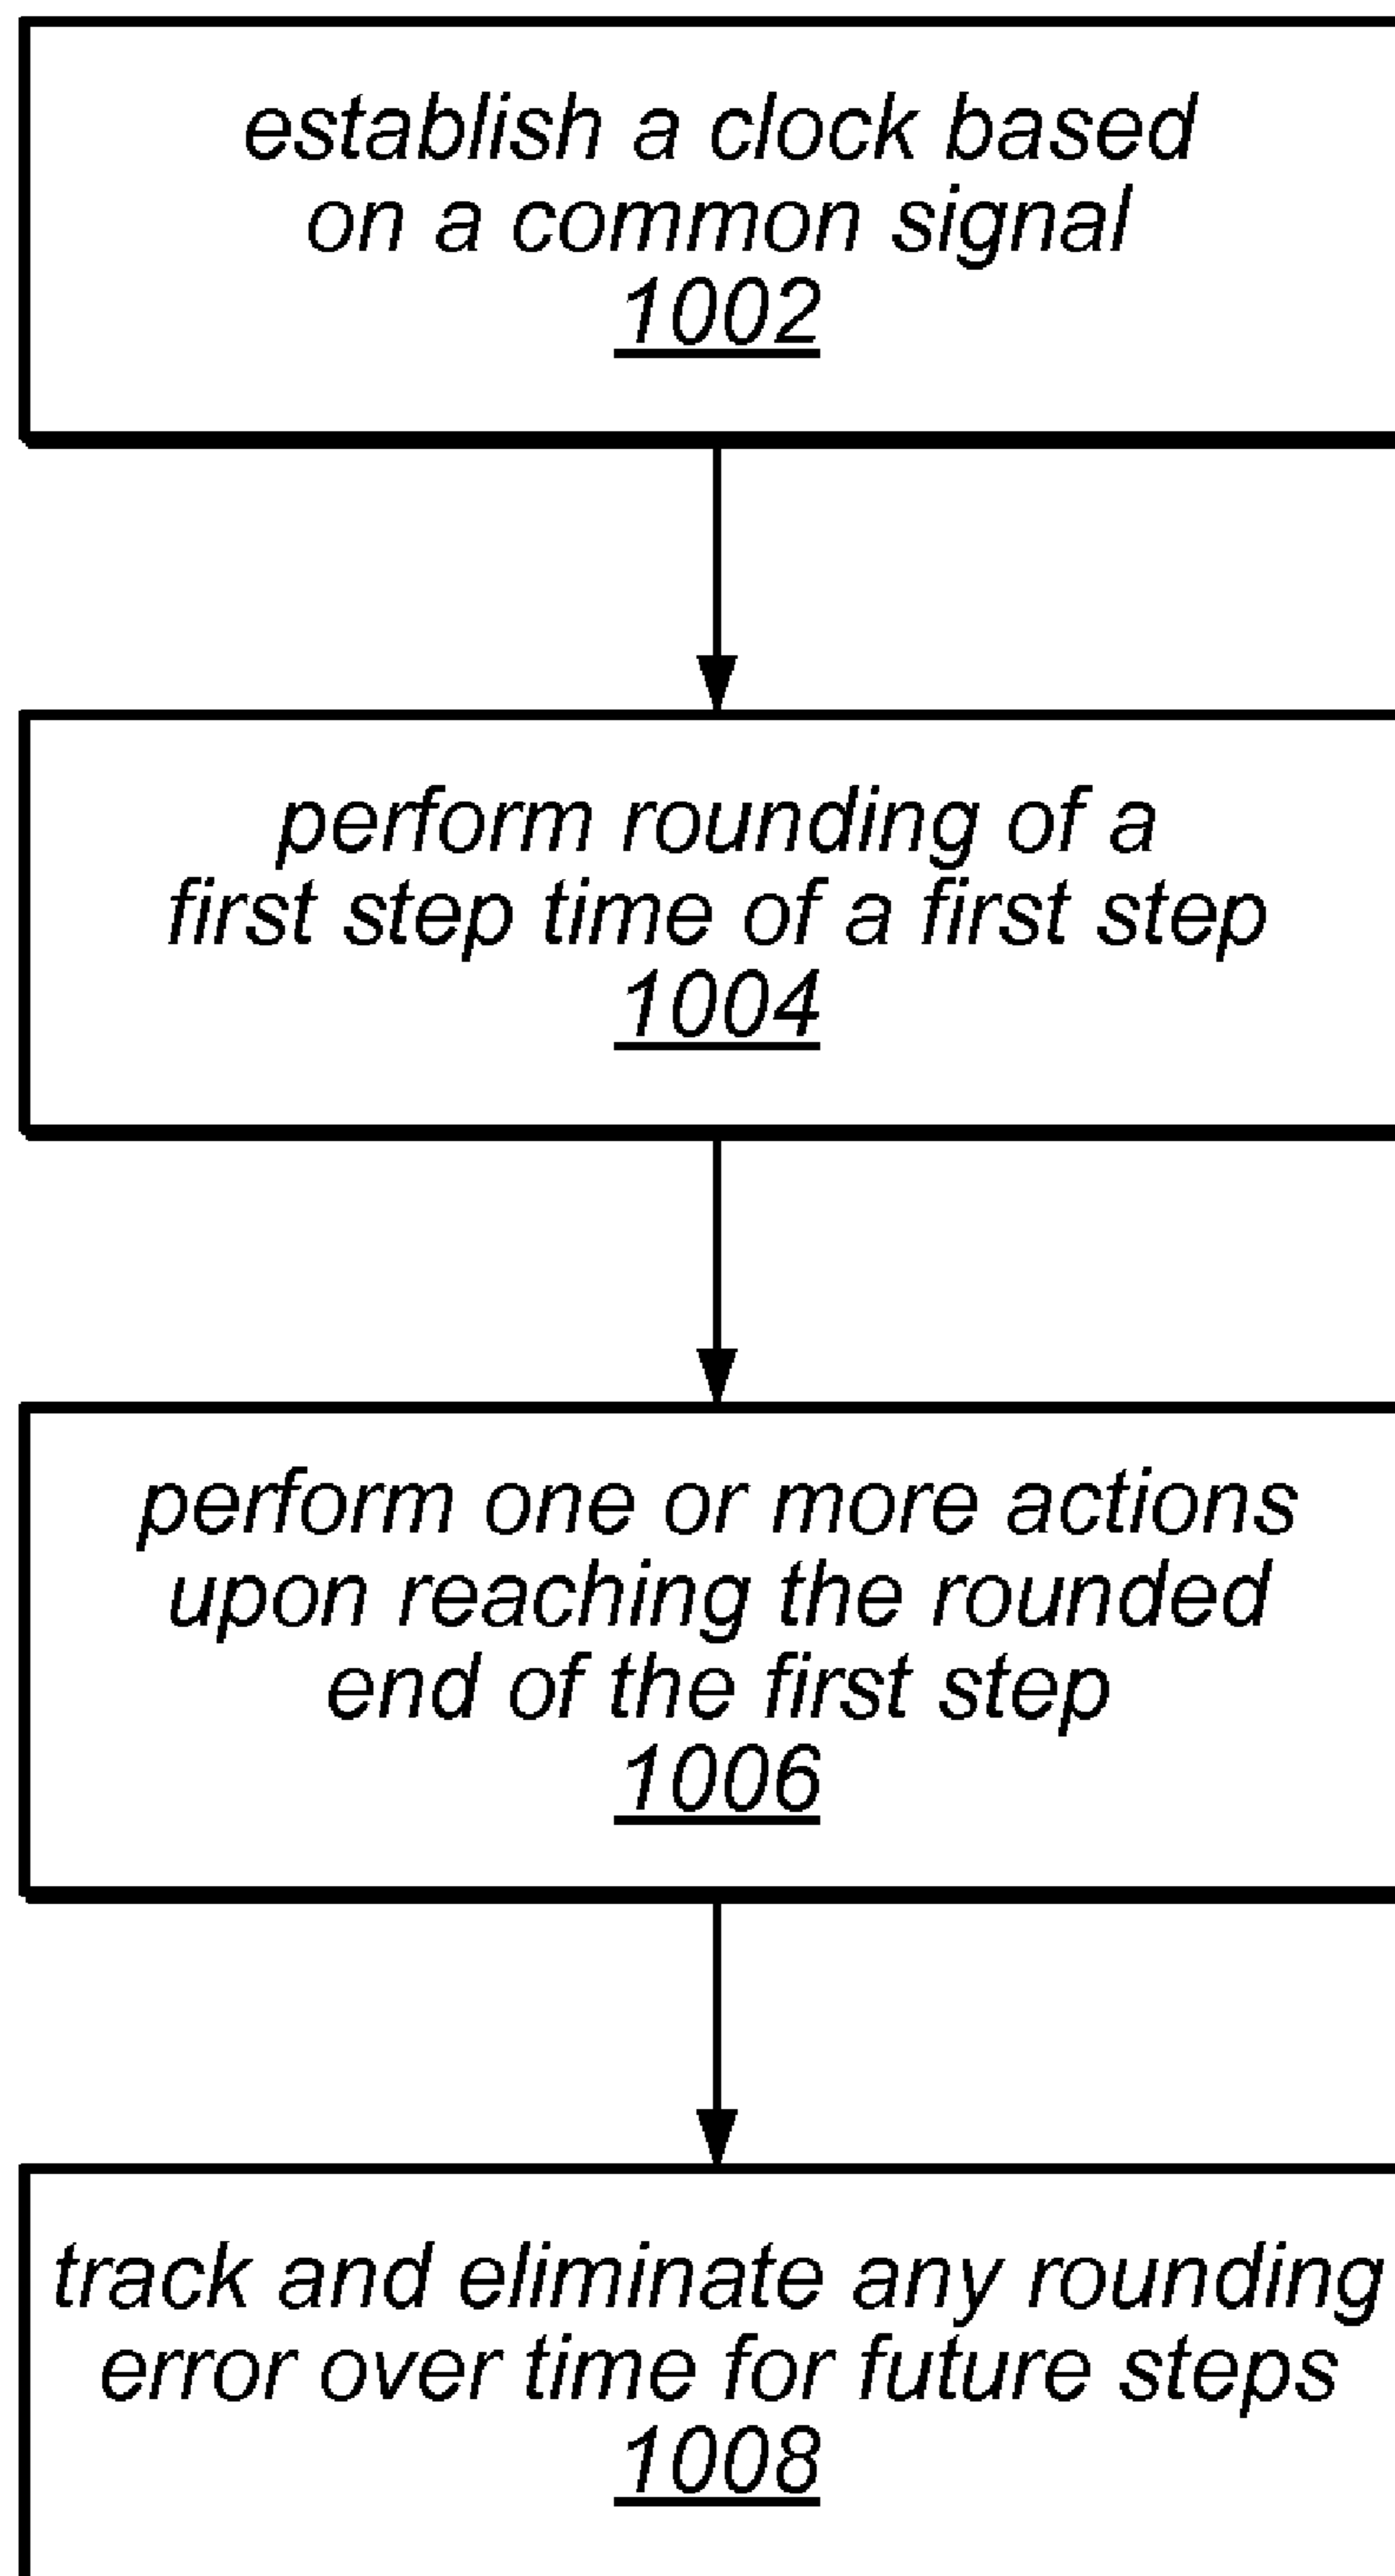 establish a clock based
on a common signal
1002
perform rounding of a
first step time of a first step
1004
perform one or more actions
upon reaching the rounded
end of the first step
1006
track and eliminate any rounding
error over time for future steps
1008